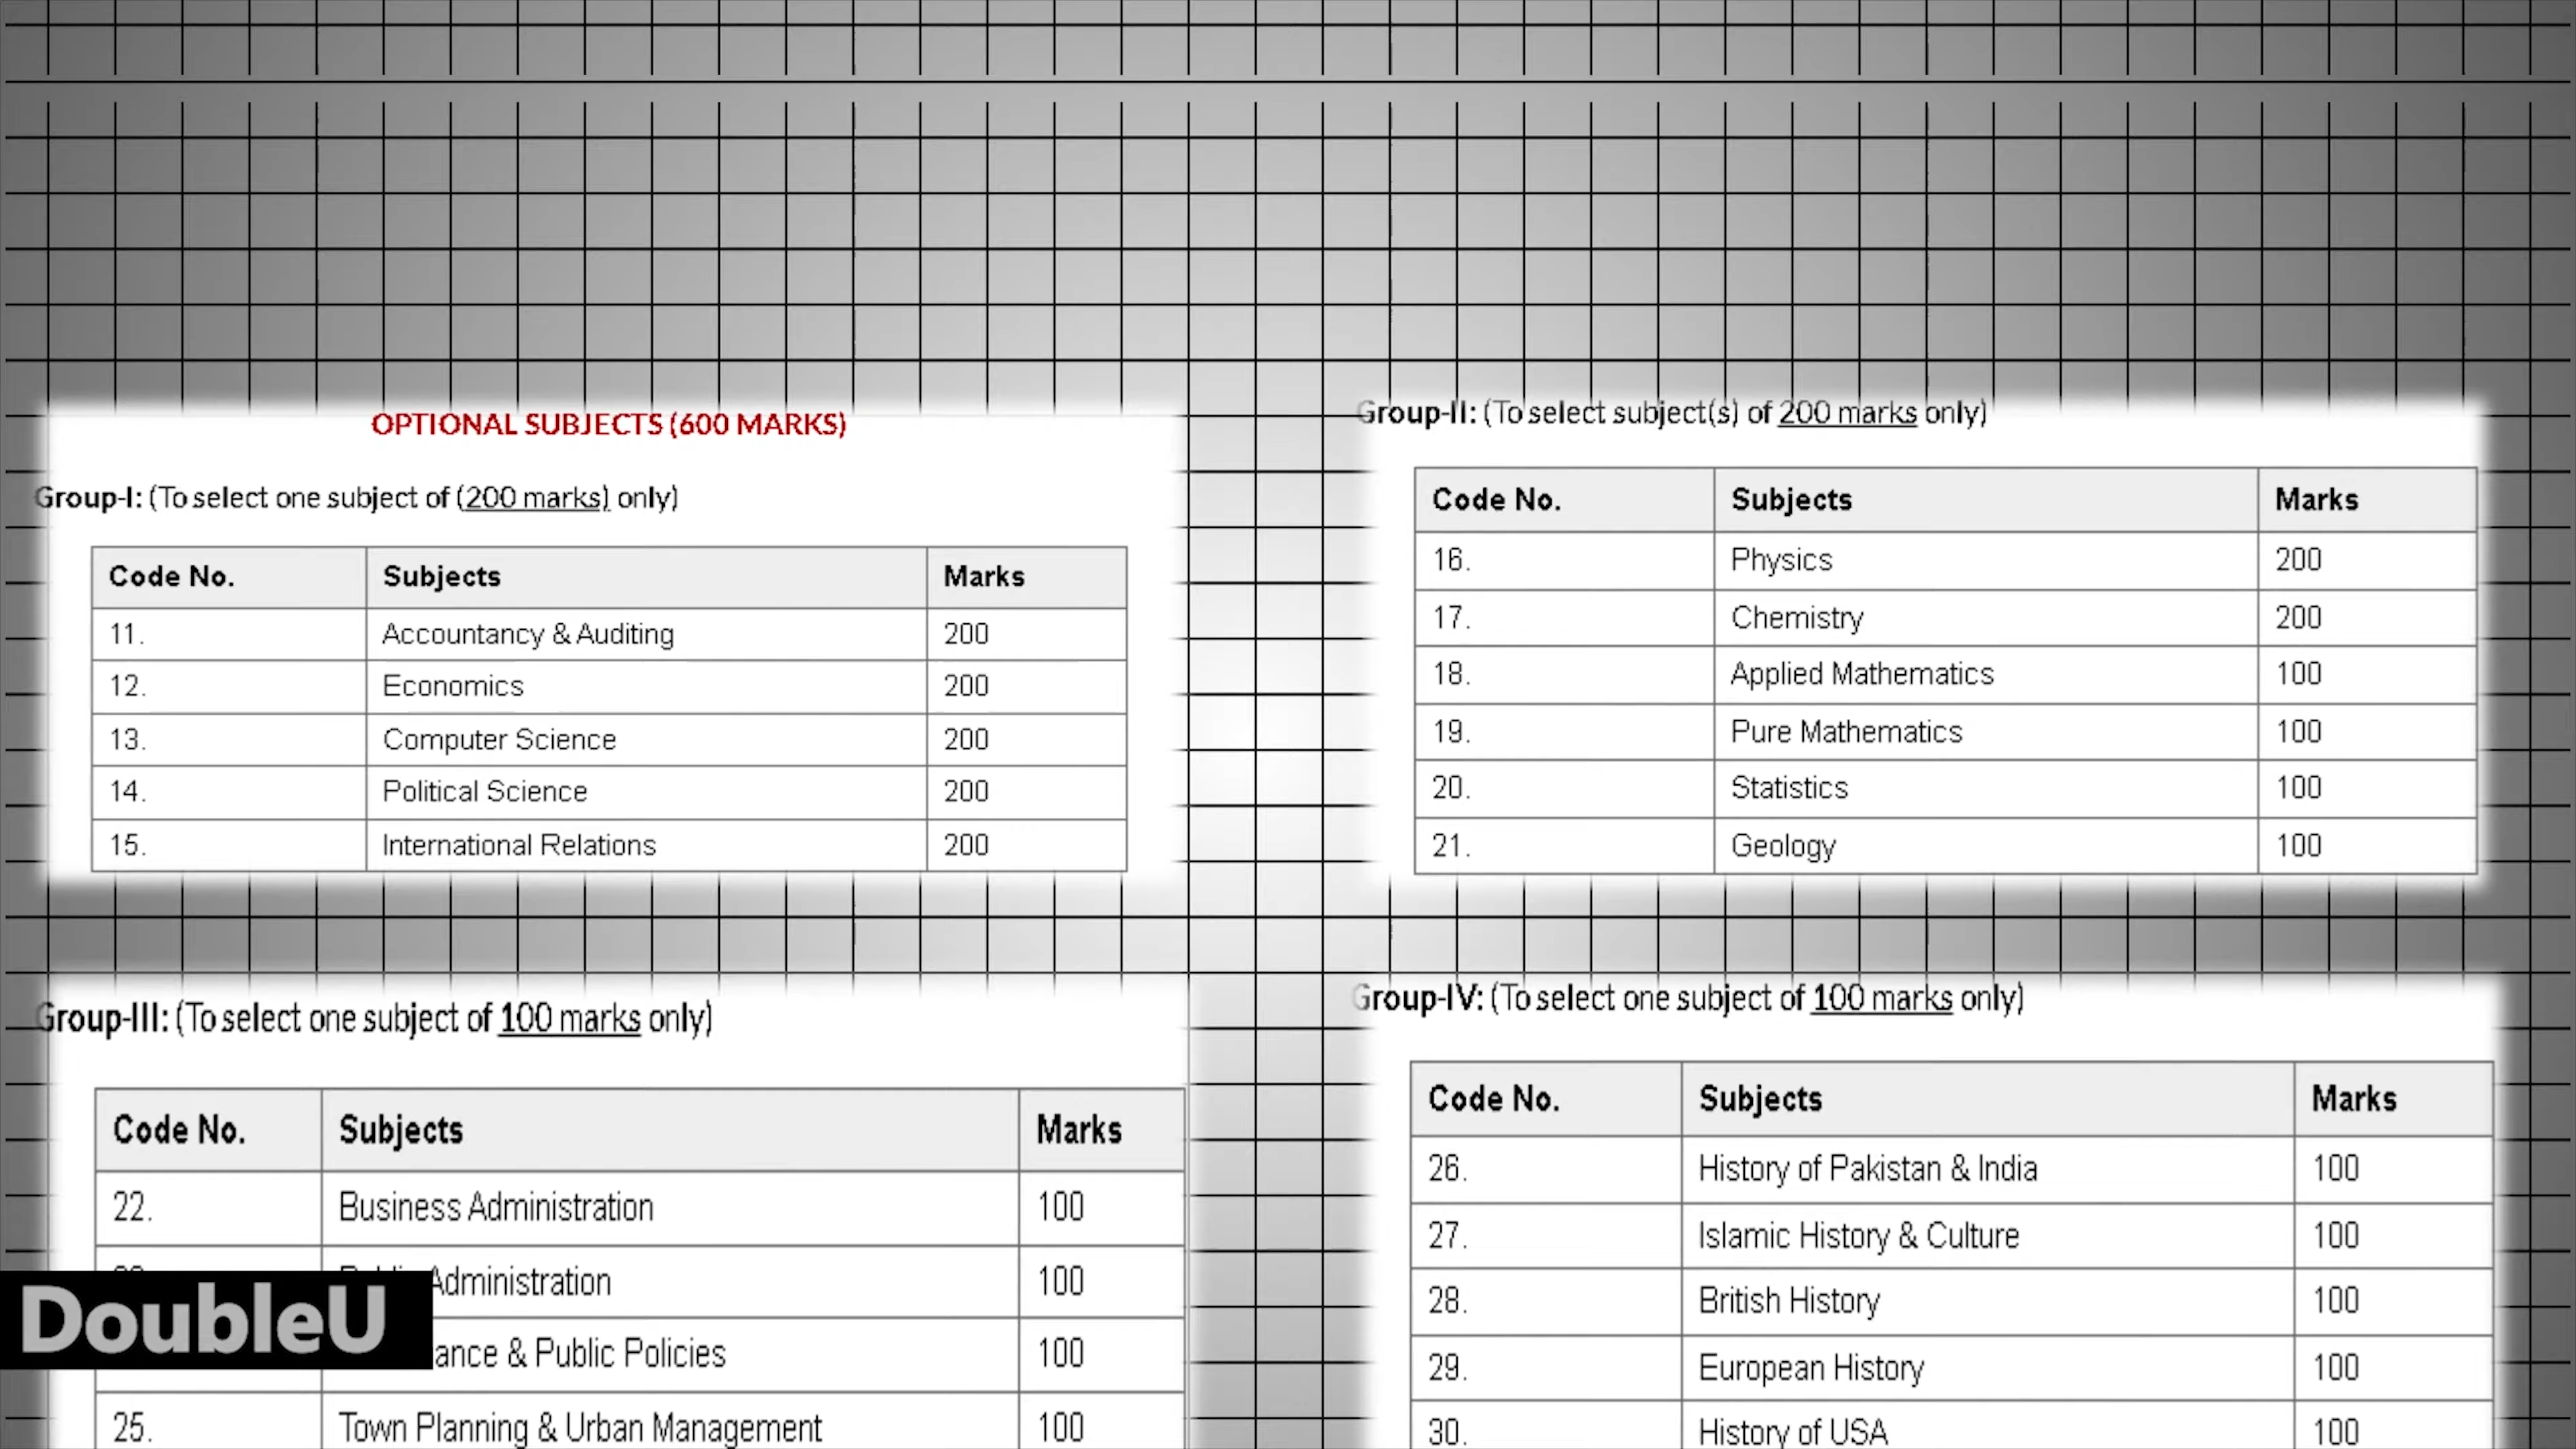 OPTIONAL SUBJECTS (600 MARKS)
Group-I: (To select one subject of (200 marks) only)
Code No. Subjects Marks
11. Accountancy & Auditing 200
12. Economics 200
13. Computer Science 200
14. Political Science 200
15. International Relations 200
Group-II: (To select subject(s) of 200 marks only)
Code No. Subjects Marks
16. Physics 200
17. Chemistry 200
18. Applied Mathematics 100
19. Pure Mathematics 100
20. Statistics 100
21. Geology 100
Group-III: (To select one subject of 100 marks only)
Code No. Subjects Marks
22. Business Administration 100
Administration 100
& Public Policies 100
25. Town Planning & Urban Management 100
Group-IV: (To select one subject of 100 marks only)
Code No. Subjects Marks
26. History of Pakistan & India 100
27. Islamic History & Culture 100
28. British History 100
29. European History 100
30. History of USA 100
DoubleU